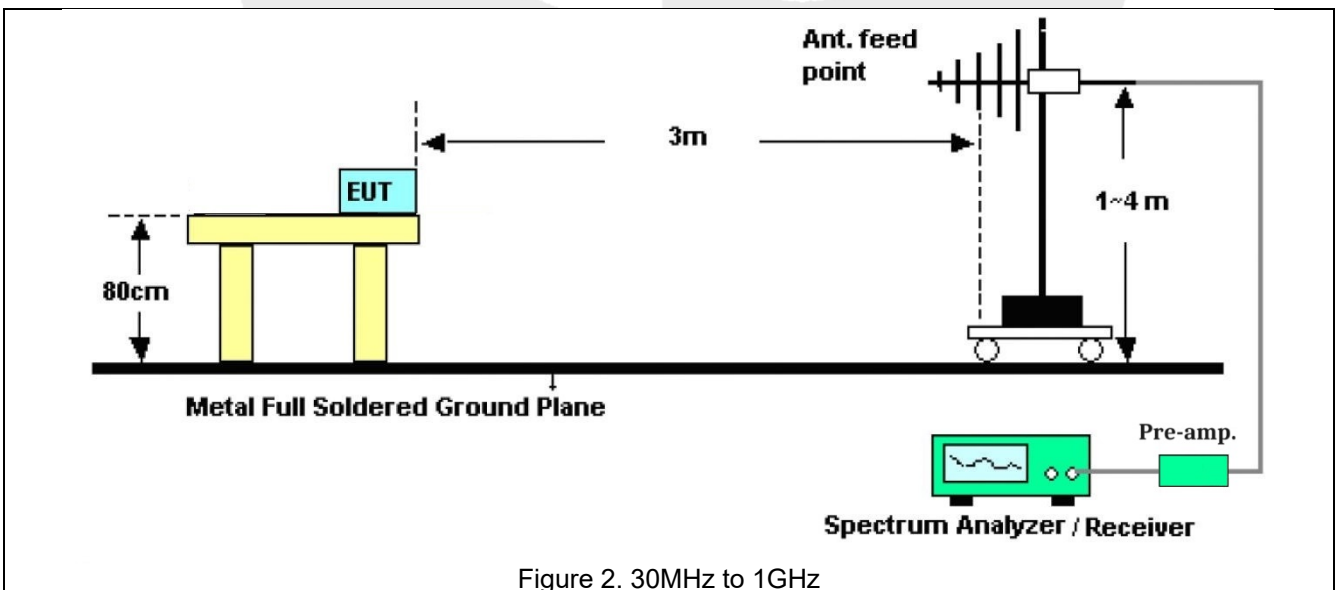 Ant. feed
point
3m
EUT
1~4 m
80cm
Metal Full Soldered Ground Plane
Pre-amp.
Spectrum Analyzer / Receiver
Figure 2. 30MHz to 1GHz